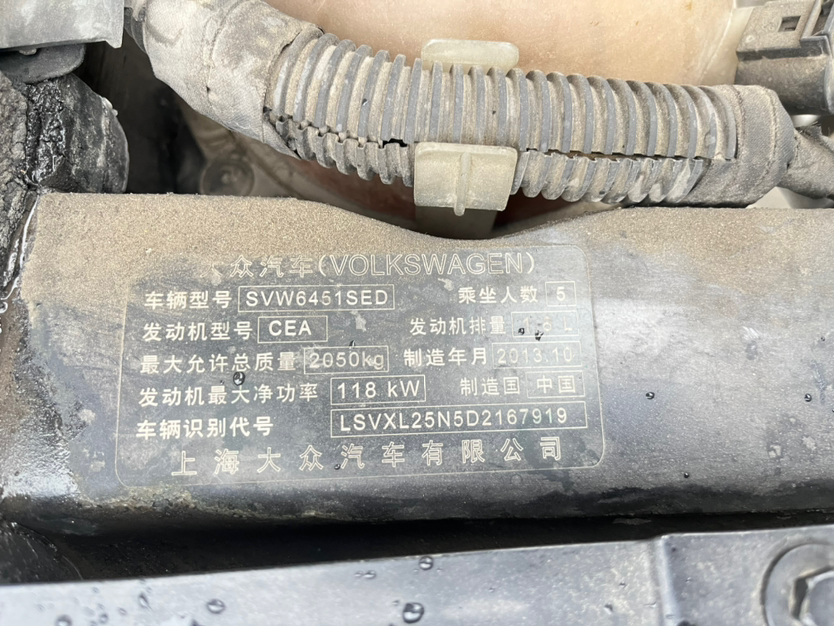 众汽车(VOLKSWAGEN)
车辆型号 SVW6451SED 乘坐人数 5
发动机型号 CEA 发动机排量 L
最大允许总质量 2050kg 制造年月 2013.10
发动机最大净功率 118 kW 制造国 中国
车辆识别代号 LSVXL25N5D2167919
上海大众汽车有限公司